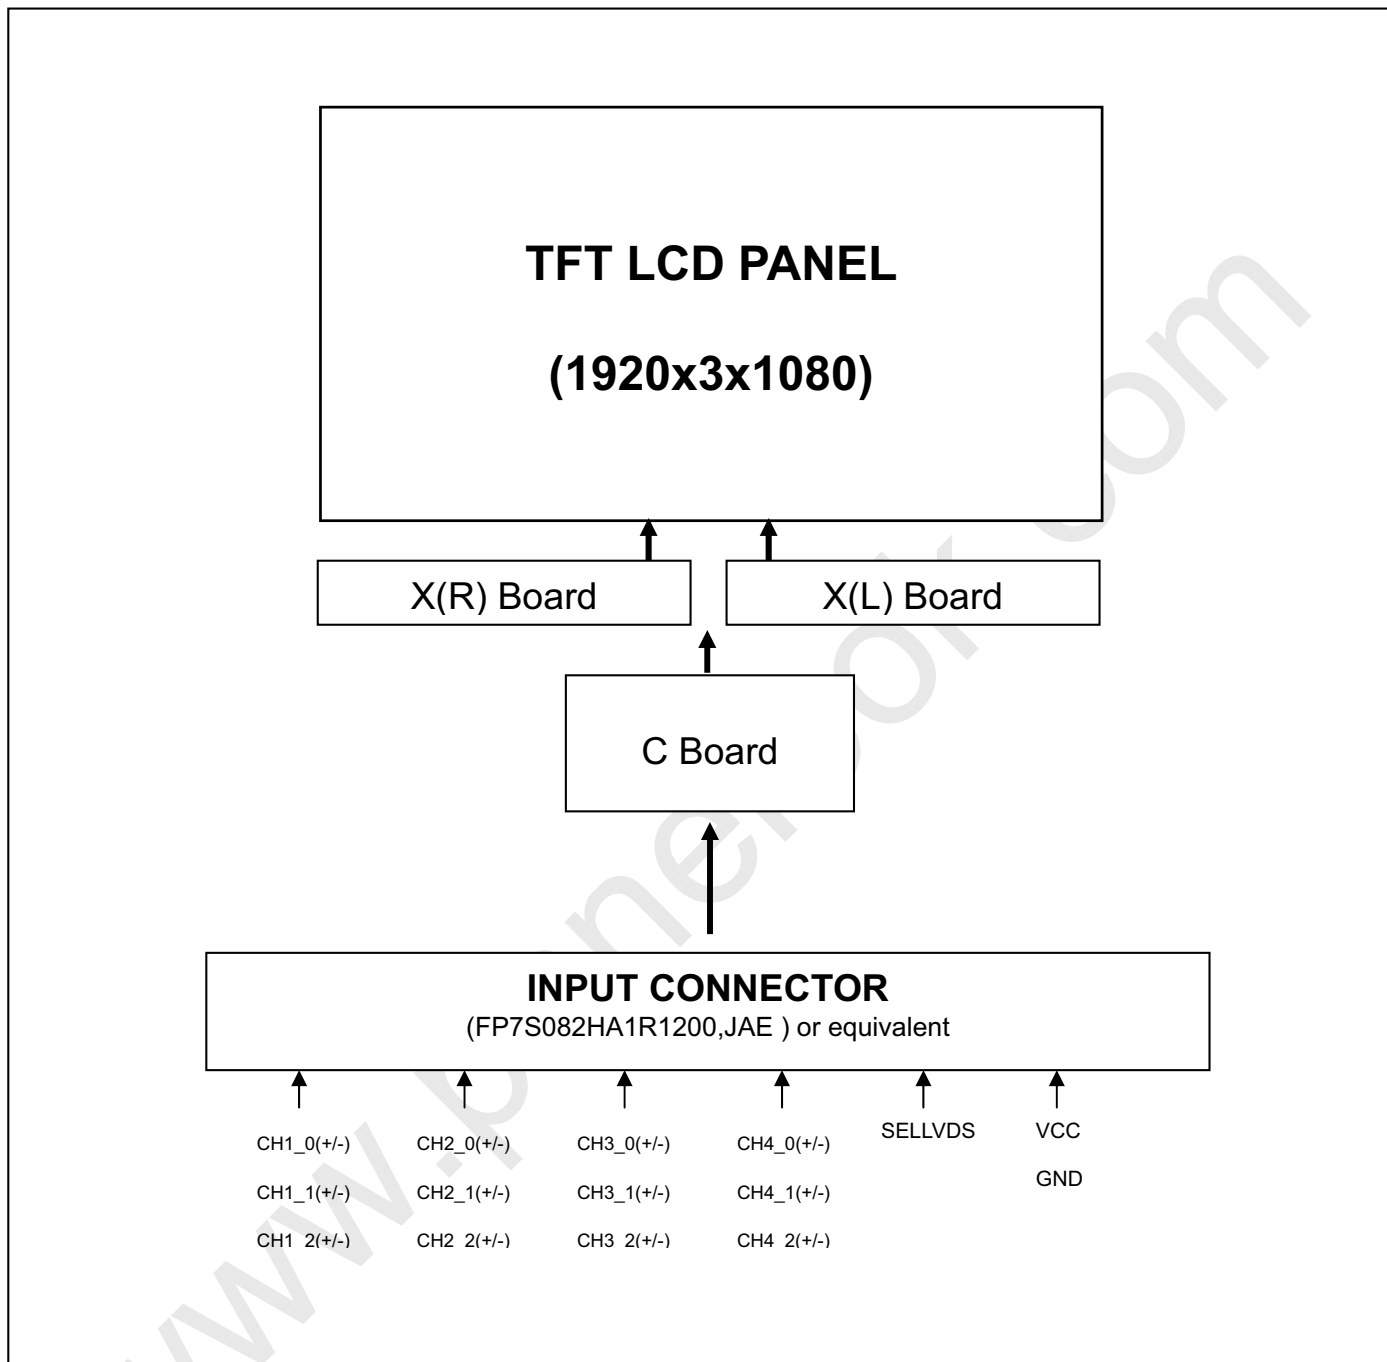 TFT LCD PANEL
(1920x3x1080)
X(R) Board
X(L) Board
C Board
INPUT CONNECTOR
(FP7S082HA1R1200,JAE ) or equivalent
CH1_0(+/-)
CH2_0(+/-)
CH3_0(+/-)
CH4_0(+/-)
SELLVDS
VCC
CH1_1(+/-)
CH2_1(+/-)
CH3_1(+/-)
CH4_1(+/-)
GND
CH1_2(+/-)
CH2_2(+/-)
CH3_2(+/-)
CH4_2(+/-)